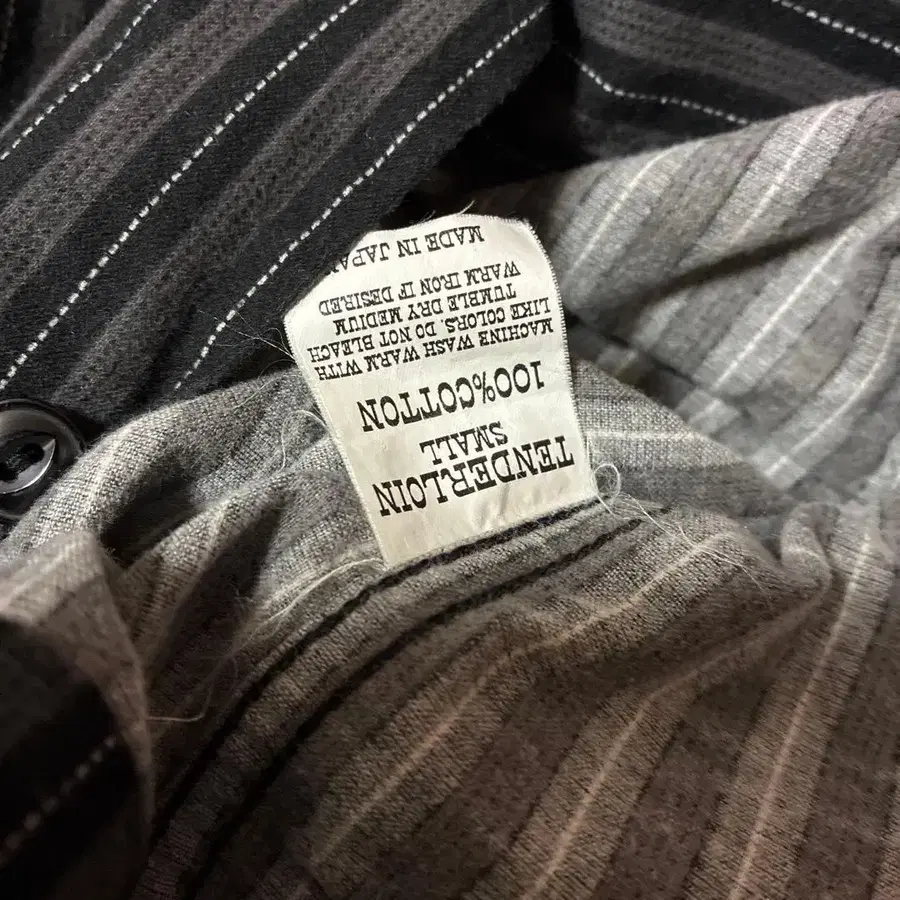 TENDERLOIN
SMALL
100%COTTON
MACHINE WASH WARM WITH
LIKE COLORS. DO NOT BLEACH
TUMBLE DRY MEDIUM
WARM IRON IF DESIRED
MADE IN JAPAN